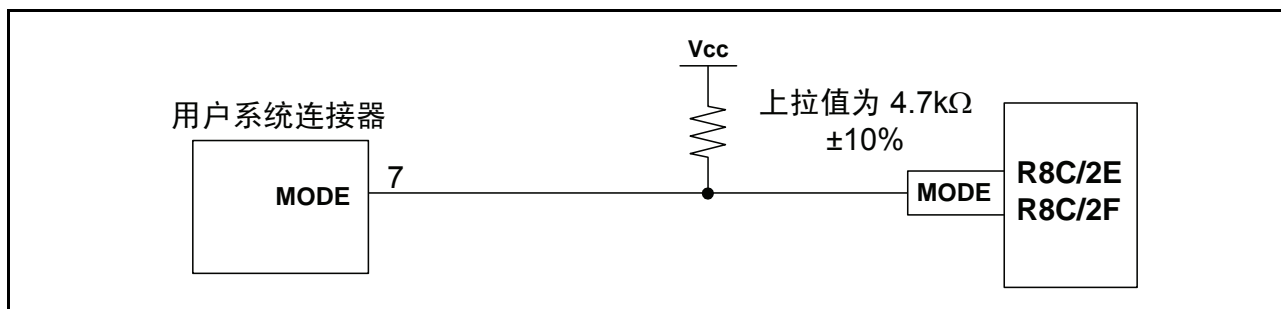 Vcc
用户系统连接器
上拉值为 4.7kΩ
±10%
MODE
7
MODE
R8C/2E
R8C/2F